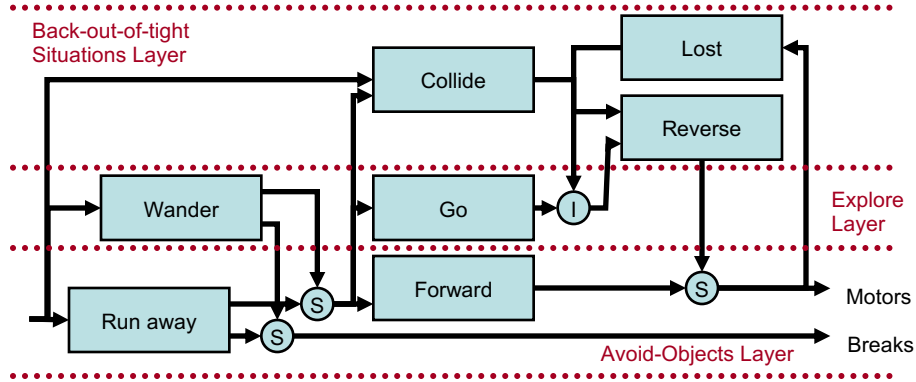 Back-out-of-tight
Situations Layer
Lost
Collide
Reverse
Wander
Go
I
Explore
Layer
Forward
S
S
Motors
Run away
S
Breaks
Avoid-Objects Layer